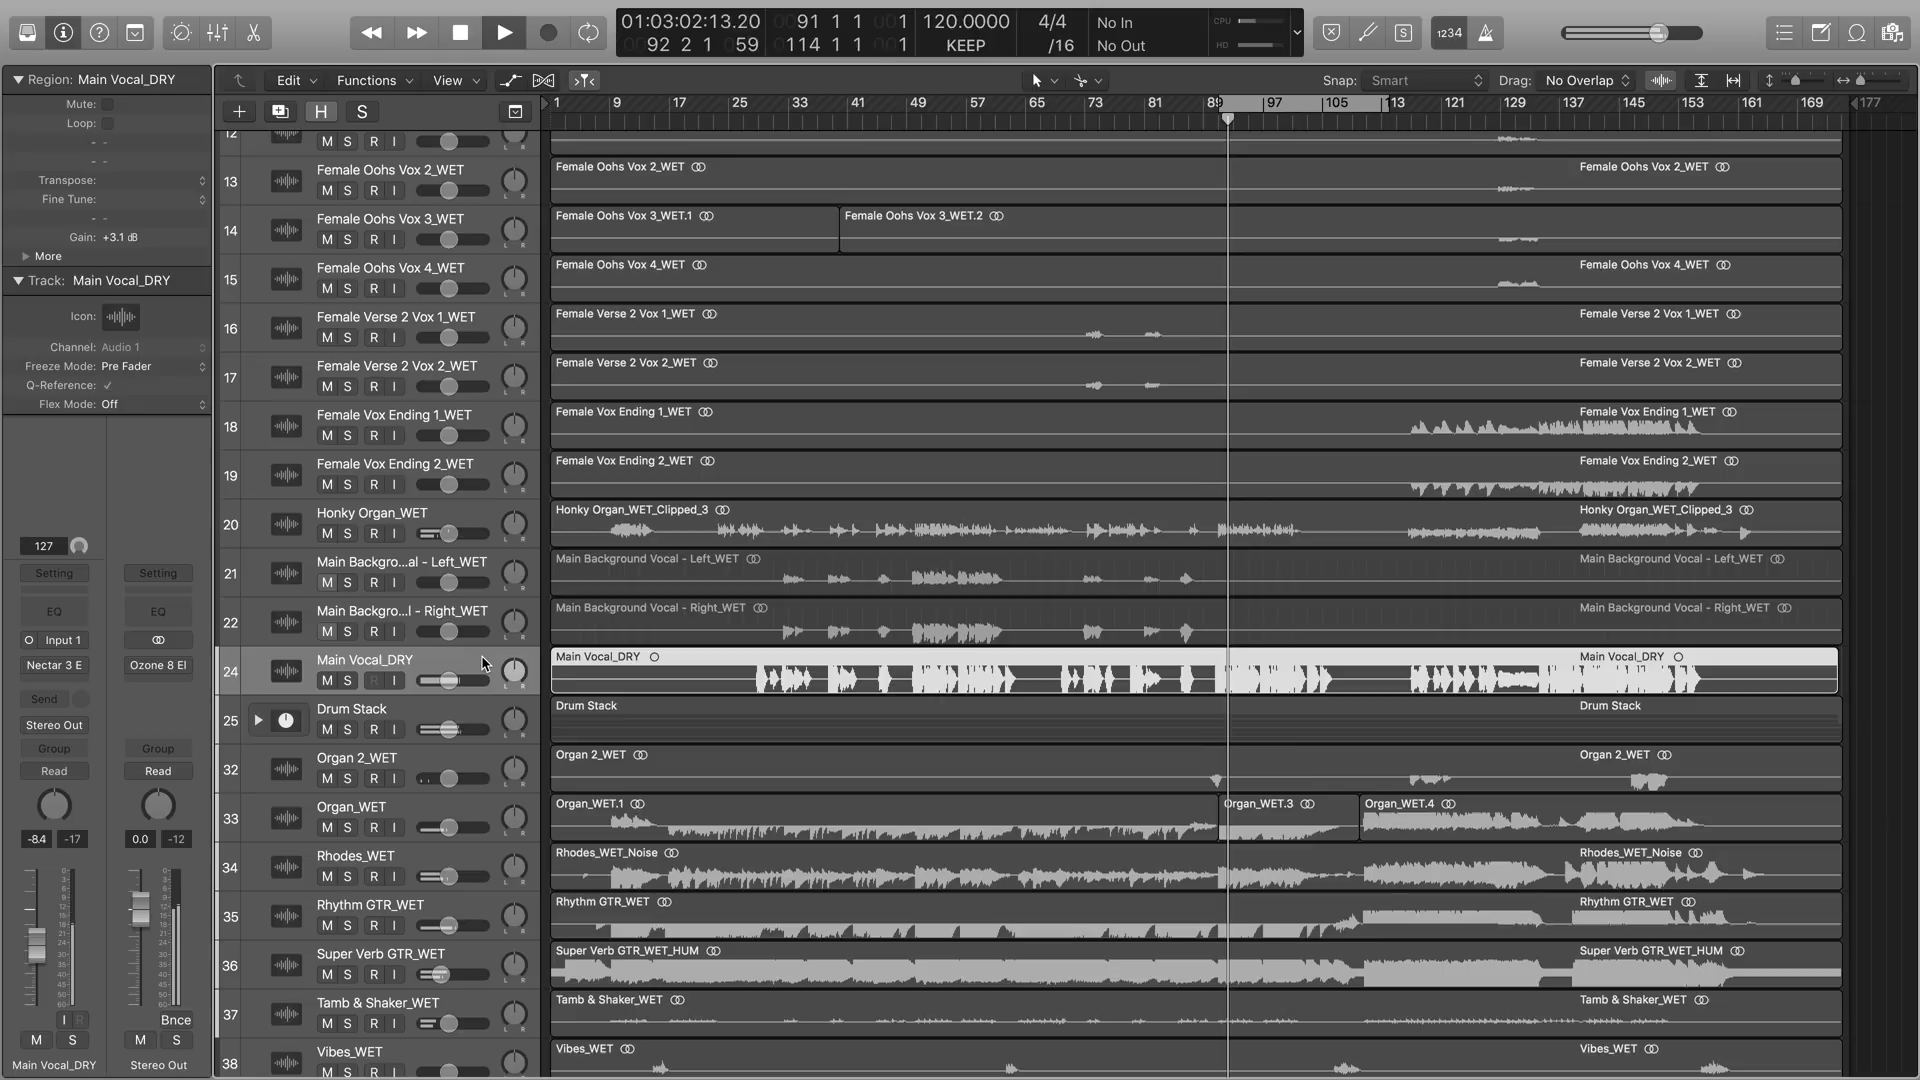 01:03:02:13.20 0091 1 1 001 120.0000 4/4 No In CPU
0092 2 1 059 0114 1 1 001 KEEP /16 No Out HD
1234
Region: Main Vocal_DRY
Edit Functions View Snap: Smart Drag: No Overlap
Mute:
Loop:
- -
- -
Transpose:
Fine Tune:
- -
Gain: +3.1 dB
More
Track: Main Vocal_DRY
Icon:
Channel: Audio 1
Freeze Mode: Pre Fader
Q-Reference: ✓
Flex Mode: Off
127
Setting Setting
EQ EQ
Input 1
Nectar 3 E Ozone 8 El
Send
Stereo Out
Group Group
Read Read
-8.4 -17 0.0 -12
I R Bnce
M S M S
Main Vocal_DRY Stereo Out
+ H S
1 9 17 25 33 41 49 57 65 73 81 89 97 105 113 121 129 137 145 153 161 169 177
12 M S R I
13 Female Oohs Vox 2_WET M S R I Female Oohs Vox 2_WET Female Oohs Vox 2_WET
14 Female Oohs Vox 3_WET M S R I Female Oohs Vox 3_WET.1 Female Oohs Vox 3_WET.2
15 Female Oohs Vox 4_WET M S R I Female Oohs Vox 4_WET Female Oohs Vox 4_WET
16 Female Verse 2 Vox 1_WET M S R I Female Verse 2 Vox 1_WET Female Verse 2 Vox 1_WET
17 Female Verse 2 Vox 2_WET M S R I Female Verse 2 Vox 2_WET Female Verse 2 Vox 2_WET
18 Female Vox Ending 1_WET M S R I Female Vox Ending 1_WET Female Vox Ending 1_WET
19 Female Vox Ending 2_WET M S R I Female Vox Ending 2_WET Female Vox Ending 2_WET
20 Honky Organ_WET M S R I Honky Organ_WET_Clipped_3 Honky Organ_WET_Clipped_3
21 Main Backgro...al - Left_WET M S R I Main Background Vocal - Left_WET Main Background Vocal - Left_WET
22 Main Backgro...l - Right_WET M S R I Main Background Vocal - Right_WET Main Background Vocal - Right_WET
24 Main Vocal_DRY M S R I Main Vocal_DRY Main Vocal_DRY
25 Drum Stack M S R I Drum Stack Drum Stack
32 Organ 2_WET M S R I Organ 2_WET Organ 2_WET
33 Organ_WET M S R I Organ_WET.1 Organ_WET.3 Organ_WET.4
34 Rhodes_WET M S R I Rhodes_WET_Noise Rhodes_WET_Noise
35 Rhythm GTR_WET M S R I Rhythm GTR_WET Rhythm GTR_WET
36 Super Verb GTR_WET M S R I Super Verb GTR_WET_HUM Super Verb GTR_WET_HUM
37 Tamb & Shaker_WET M S R I Tamb & Shaker_WET Tamb & Shaker_WET
38 Vibes_WET M S R I Vibes_WET Vibes_WET